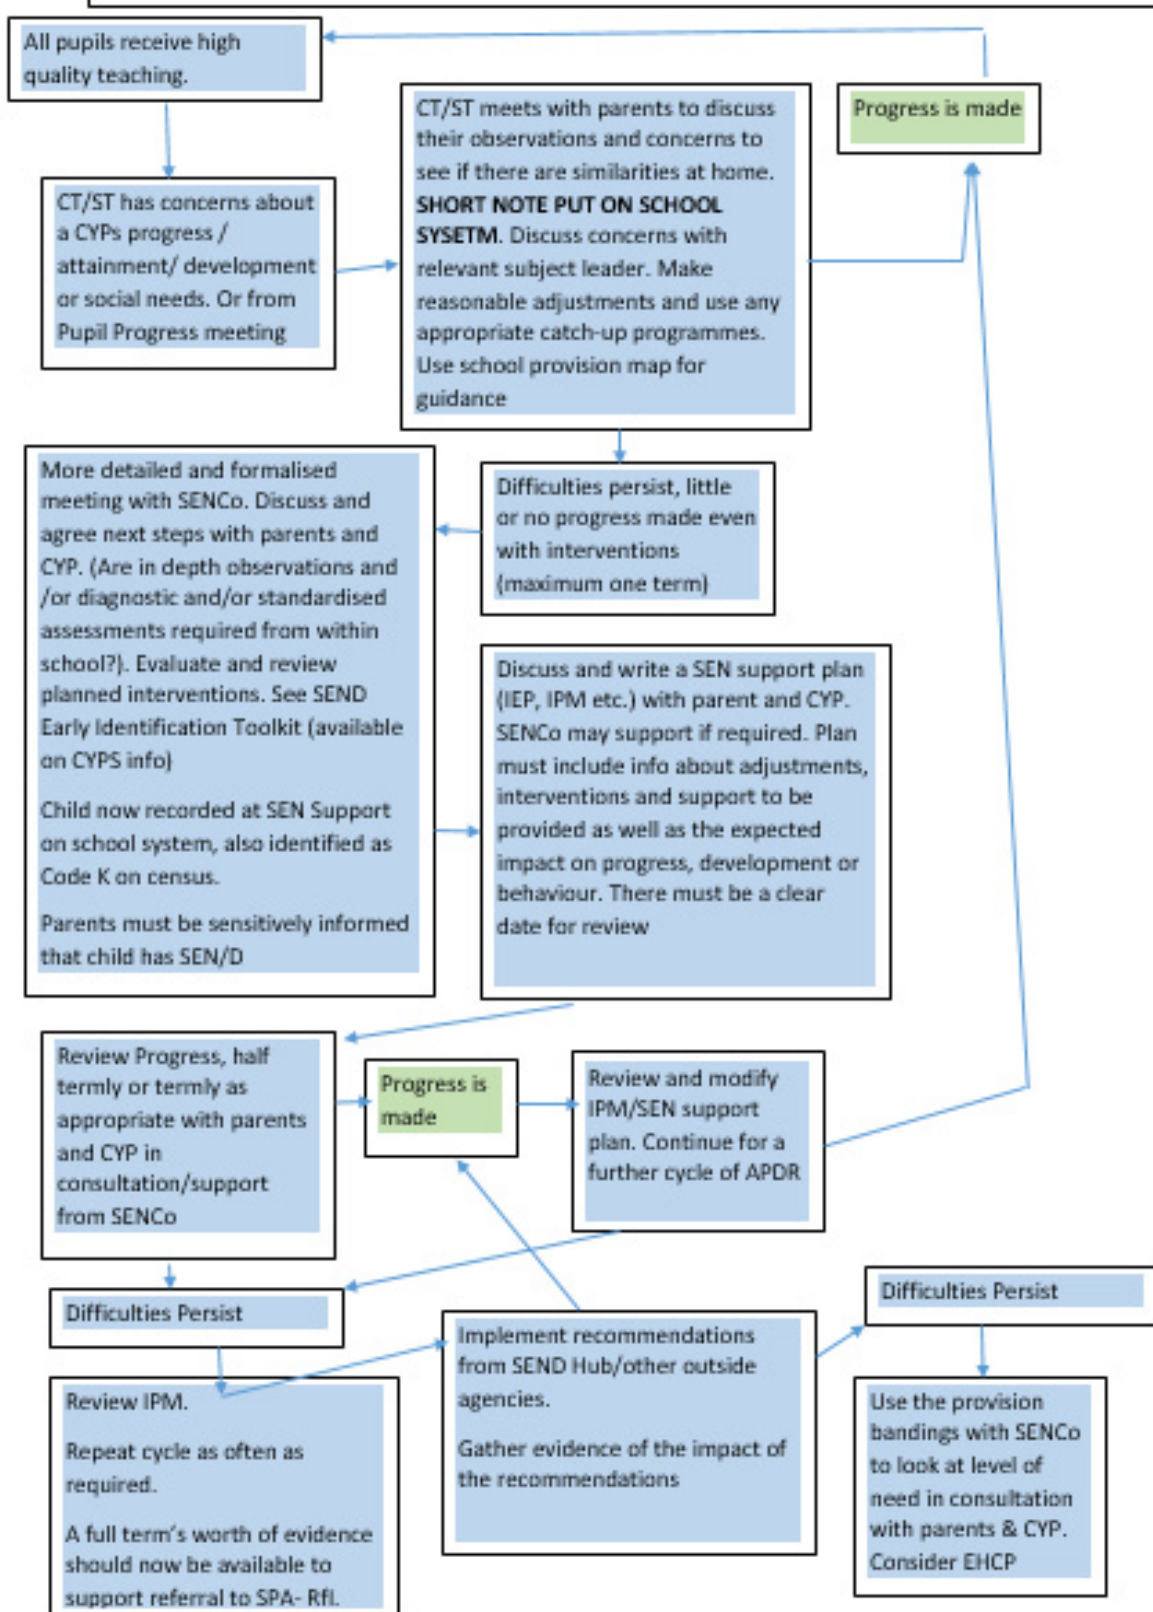 All pupils receive high
quality teaching.
Progress is made
CT/ST meets with parents to discuss
their observations and concerns to
see if there are similarities at home.
SHORT NOTE PUT ON SCHOOL
SYSETM. Discuss concerns with
relevant subject leader. Make
reasonable adjustments and use any
appropriate catch-up programmes.
Use school provision map for
guidance
CT/ST has concerns about
a CYPs progress /
attainment/ development
or social needs. Or from
Pupil Progress meeting
Difficulties persist, little
or no progress made even
with interventions
(maximum one term)
More detailed and formalised
meeting with SENCo. Discuss and
agree next steps with parents and
CYP. (Are in depth observations and
/or diagnostic and/or standardised
assessments required from within
school?). Evaluate and review
planned interventions. See SEND
Early Identification Toolkit (available
on CYPS info)
Child now recorded at SEN Support
on school system, also identified as
Code K on census.
Parents must be sensitively informed
that child has SEN/D
Discuss and write a SEN support plan
(IEP, IPM etc.) with parent and CYP.
SENCo may support if required. Plan
must include info about adjustments,
interventions and support to be
provided as well as the expected
impact on progress, development or
behaviour. There must be a clear
date for review
Review Progress, half
termly or termly as
appropriate with parents
and CYP in
consultation/support
from SENCo
Progress is
made
Review and modify
IPM/SEN support
plan. Continue for a
further cycle of APDR
Difficulties Persist
Review IPM.
Repeat cycle as often as
required.
A full term's worth of evidence
should now be available to
support referral to SPA- RfI.
Implement recommendations
from SEND Hub/other outside
agencies.
Gather evidence of the impact of
the recommendations
Difficulties Persist
Use the provision
bandings with SENCo
to look at level of
need in consultation
with parents & CYP.
Consider EHCP